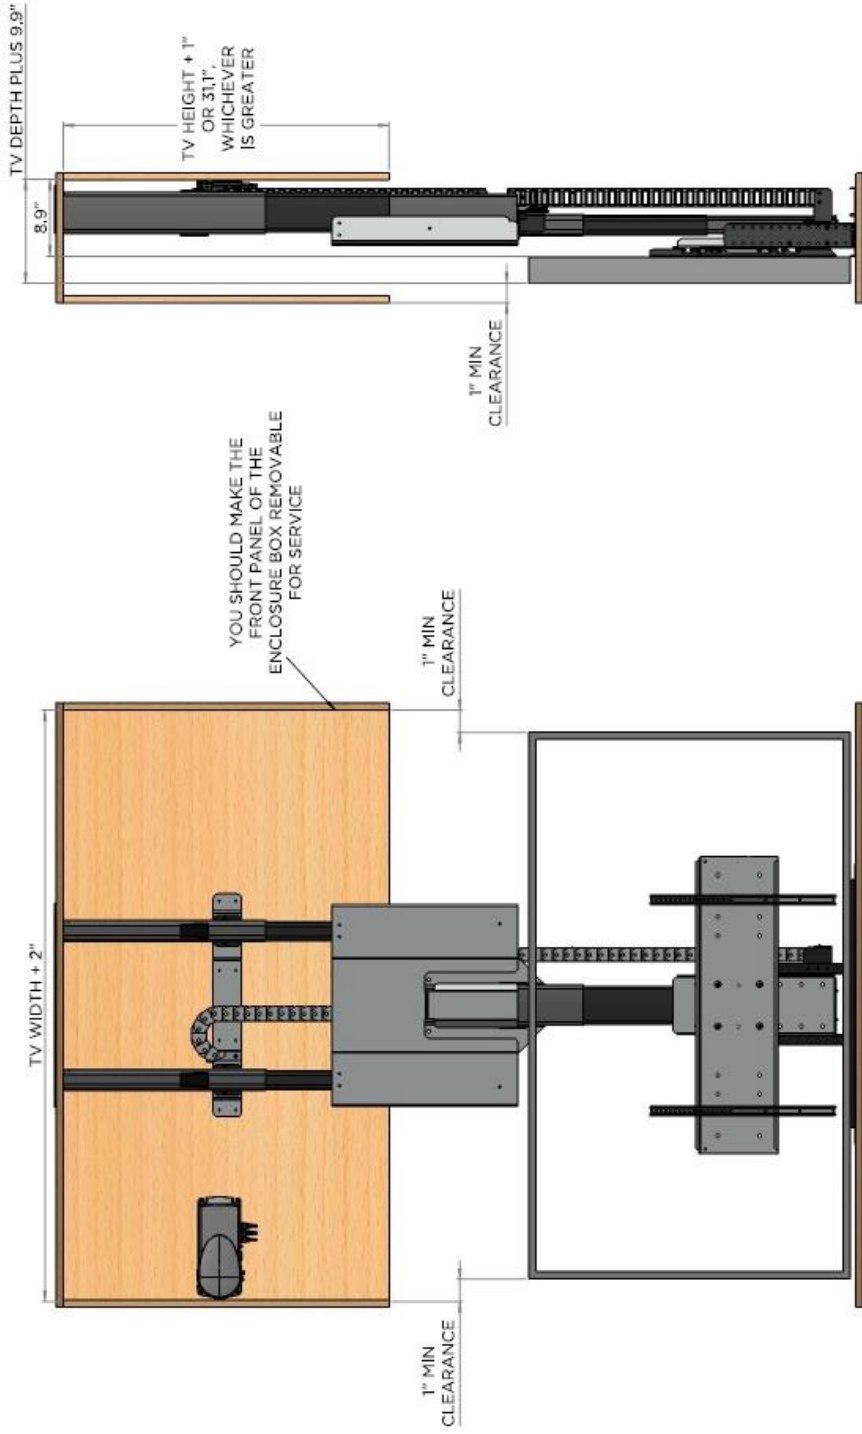 TV DEPTH PLUS 9.9"
8.9"
TV HEIGHT + 1"
OR 31.1",
WHICHEVER
IS GREATER
1" MIN
CLEARANCE
YOU SHOULD MAKE THE
FRONT PANEL OF THE
ENCLOSURE BOX REMOVABLE
FOR SERVICE
1" MIN
CLEARANCE
TV WIDTH + 2"
1" MIN
CLEARANCE